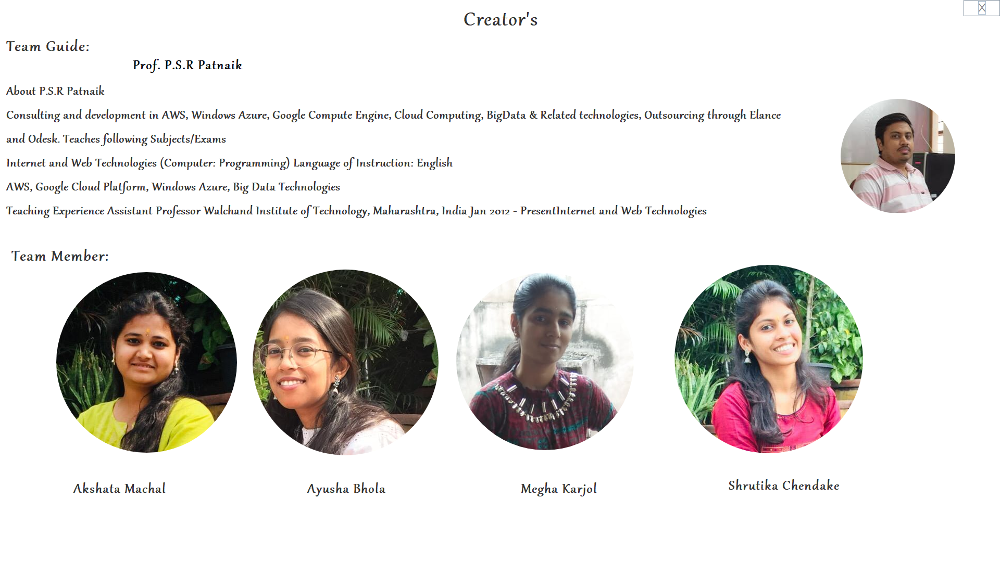 X
Creator's
Team Guide:
Prof. P.S.R Patnaik
About P.S.R Patnaik
Consulting and development in AWS, Windows Azure, Google Compute Engine, Cloud Computing, BigData & Related technologies, Outsourcing through Elance
and Odesk. Teaches following Subjects/Exams
Internet and Web Technologies (Computer: Programming) Language of Instruction: English
AWS, Google Cloud Platform, Windows Azure, Big Data Technologies
Teaching Experience Assistant Professor Walchand Institute of Technology, Maharashtra, India Jan 2012 - PresentInternet and Web Technologies
Team Member:
Akshata Machal
Ayusha Bhola
Megha Karjol
Shrutika Chendake